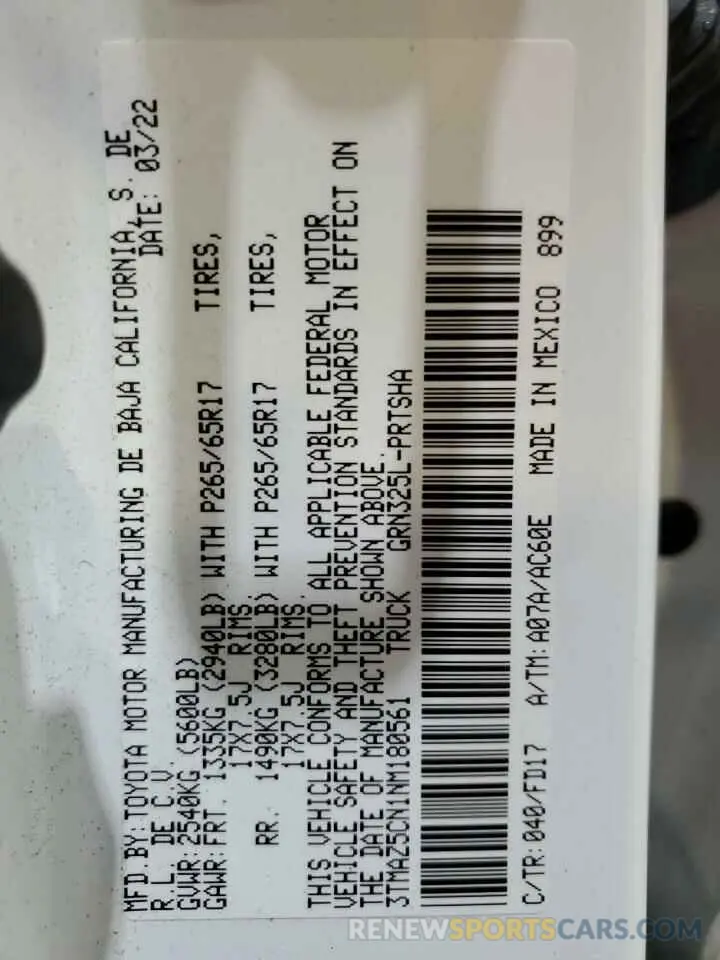 MFD.BY:TOYOTA MOTOR MANUFACTURING DE BAJA CALIFORNIA, S. DE
R.L. DE C.V. DATE: 03/22
GVWR:2540KG (5600LB)
GAWR:FRT. 1335KG (2940LB) WITH P265/65R17 TIRES,
17X7.5J RIMS.
RR. 1490KG (3280LB) WITH P265/65R17 TIRES,
17X7.5J RIMS.
THIS VEHICLE CONFORMS TO ALL APPLICABLE FEDERAL MOTOR
VEHICLE SAFETY AND THEFT PREVENTION STANDARDS IN EFFECT ON
THE DATE OF MANUFACTURE SHOWN ABOVE.
3TMAZ5CN1NM180561 TRUCK GRN325L-PRTSHA
C/TR:040/FD17 A/TM:A07A/AC60E MADE IN MEXICO 899
RENEWSPORTSCARS.COM